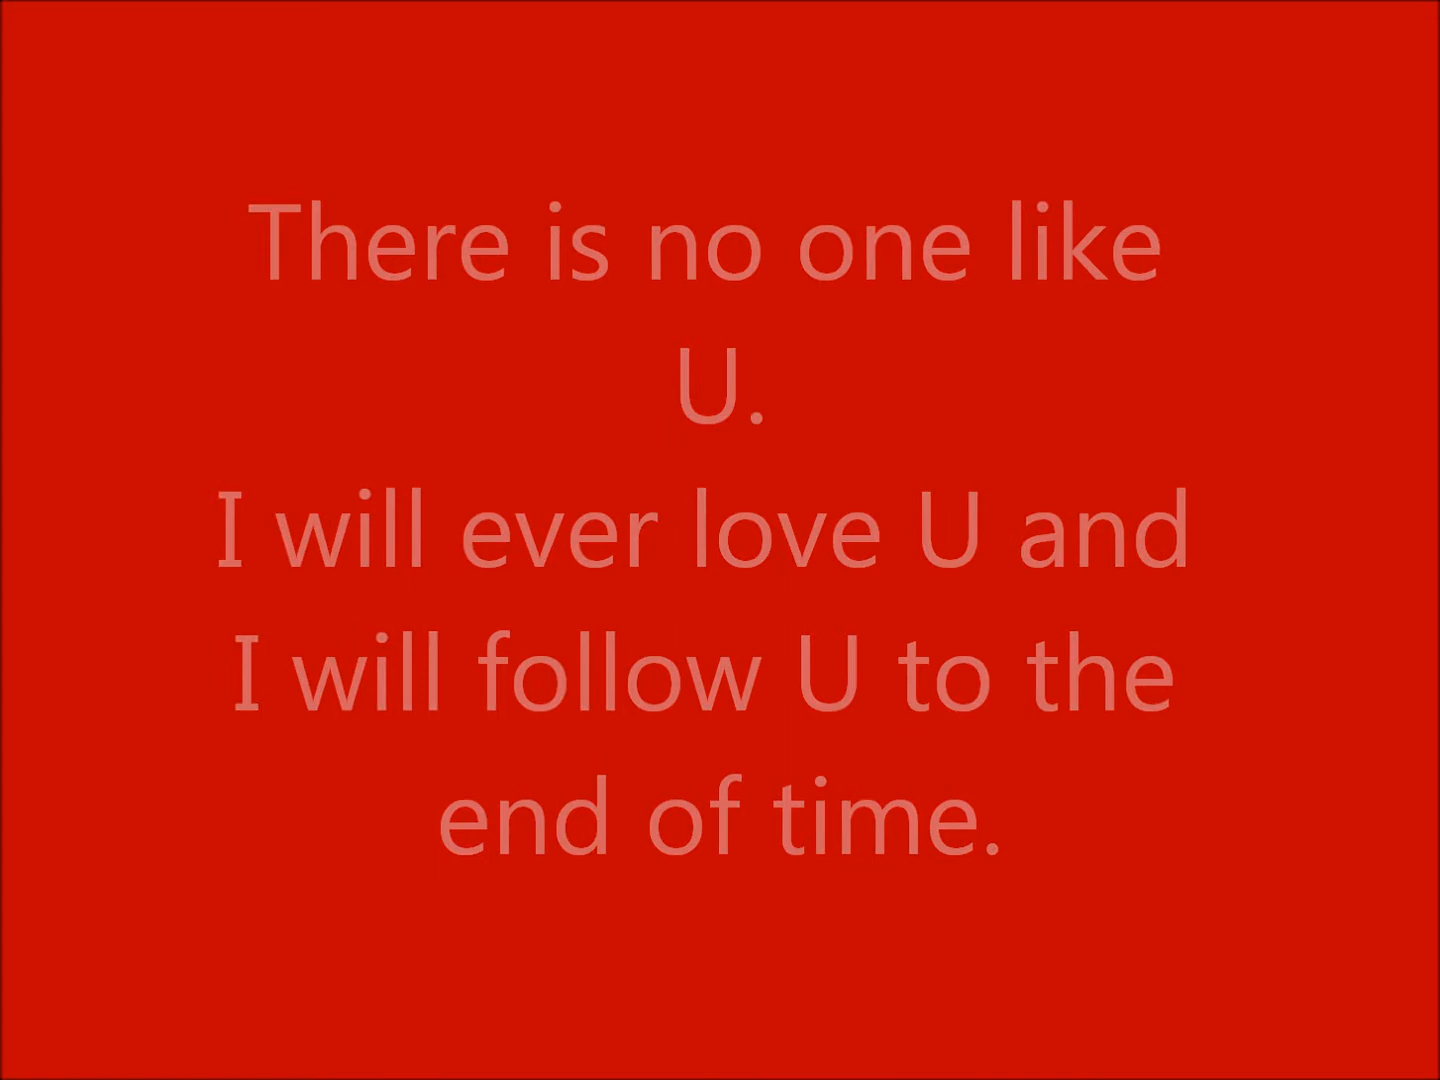 There is no one like
U.
I will ever love U and
I will follow U to the
end of time.